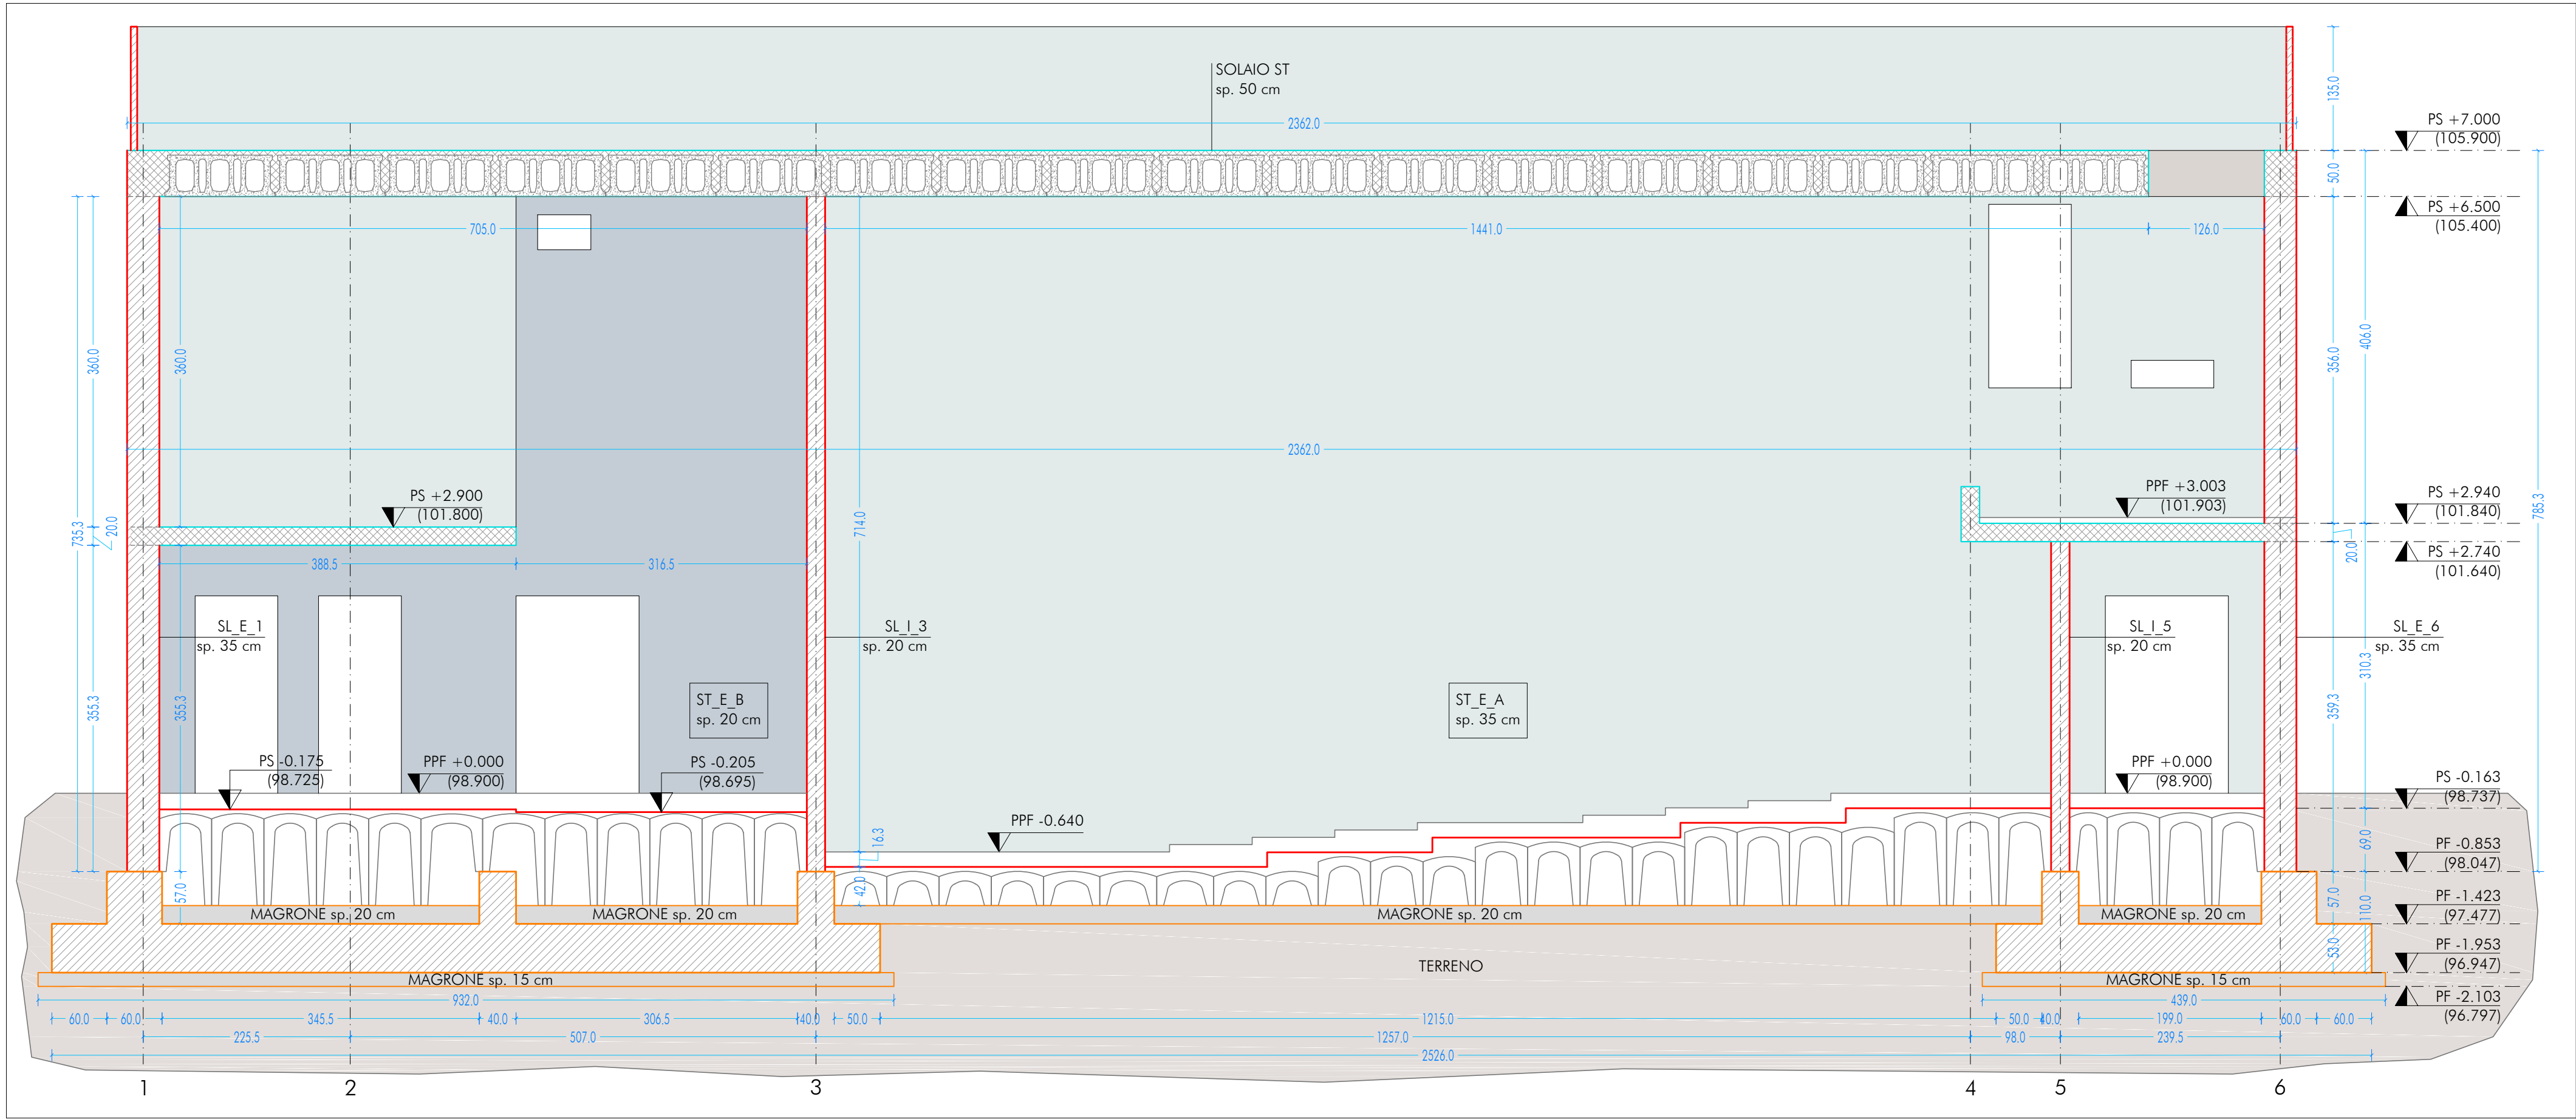 SOLAIO ST
sp. 50 cm
135.0
2362.0
PS +7.000
(105.900)
50.0
PS +6.500
(105.400)
705.0
1441.0
126.0
360.0
360.0
356.0
406.0
2362.0
PS +2.900
(101.800)
PPF +3.003
(101.903)
PS +2.940
(101.840)
735.3
20.0
714.0
785.3
20.0
PS +2.740
(101.640)
388.5
316.5
SL_E_1
sp. 35 cm
SL_I_3
sp. 20 cm
SL_I_5
sp. 20 cm
SL_E_6
sp. 35 cm
355.3
355.3
ST_E_B
sp. 20 cm
ST_E_A
sp. 35 cm
359.3
310.3
PS -0.175
(98.725)
PPF +0.000
(98.900)
PS -0.205
(98.695)
PPF +0.000
(98.900)
PS -0.163
(98.737)
PPF -0.640
16.3
69.0
PF -0.853
(98.047)
57.0
42.0
57.0
110.0
PF -1.423
(97.477)
MAGRONE sp. 20 cm
MAGRONE sp. 20 cm
MAGRONE sp. 20 cm
MAGRONE sp. 20 cm
53.0
PF -1.953
(96.947)
TERRENO
MAGRONE sp. 15 cm
MAGRONE sp. 15 cm
932.0
439.0
PF -2.103
(96.797)
60.0
60.0
345.5
40.0
306.5
40.0
50.0
1215.0
50.0
40.0
199.0
60.0
60.0
225.5
507.0
1257.0
98.0
239.5
2526.0
1
2
3
4
5
6